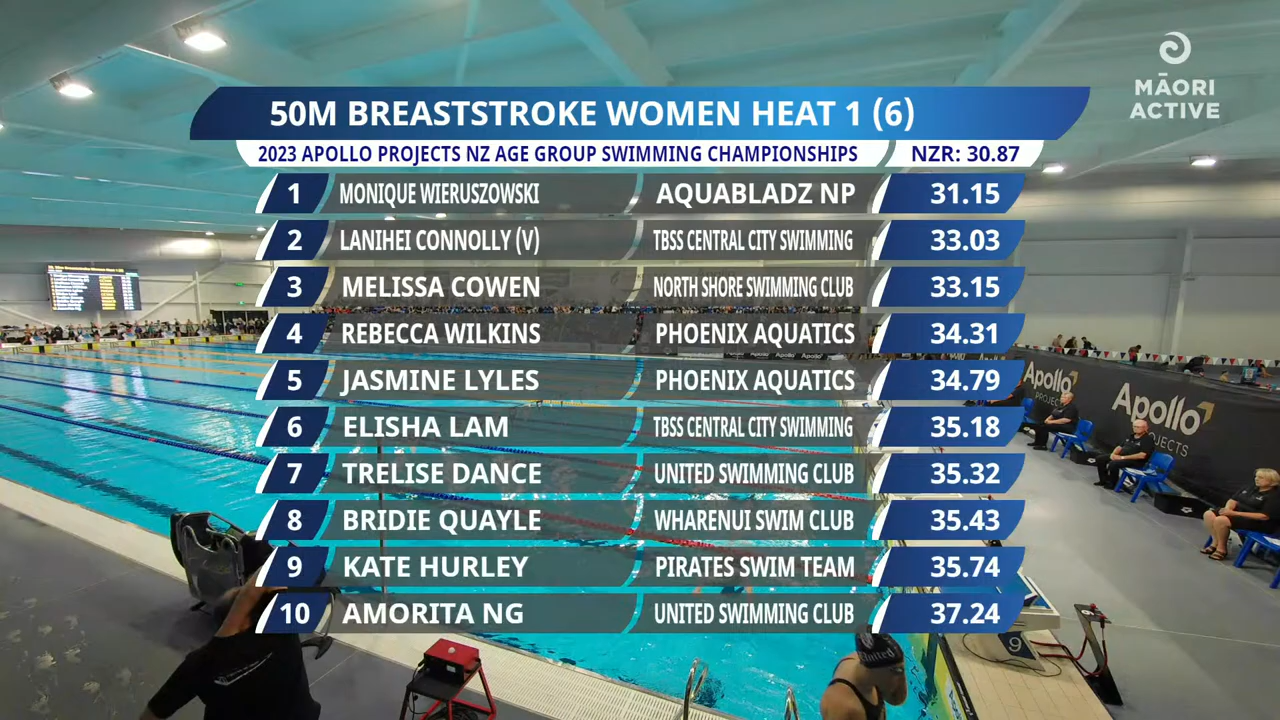 MĀORI
ACTIVE
50M BREASTSTROKE WOMEN HEAT 1 (6)
2023 APOLLO PROJECTS NZ AGE GROUP SWIMMING CHAMPIONSHIPS NZR: 30.87
1 MONIQUE WIERUSZOWSKI AQUABLADZ NP 31.15
2 LANIHEI CONNOLLY (V) TBSS CENTRAL CITY SWIMMING 33.03
3 MELISSA COWEN NORTH SHORE SWIMMING CLUB 33.15
4 REBECCA WILKINS PHOENIX AQUATICS 34.31
5 JASMINE LYLES PHOENIX AQUATICS 34.79
6 ELISHA LAM TBSS CENTRAL CITY SWIMMING 35.18
7 TRELISE DANCE UNITED SWIMMING CLUB 35.32
8 BRIDIE QUAYLE WHARENUI SWIM CLUB 35.43
9 KATE HURLEY PIRATES SWIM TEAM 35.74
10 AMORITA NG UNITED SWIMMING CLUB 37.24
Apollo
PROJECTS
Apollo
OJECTS
9
United